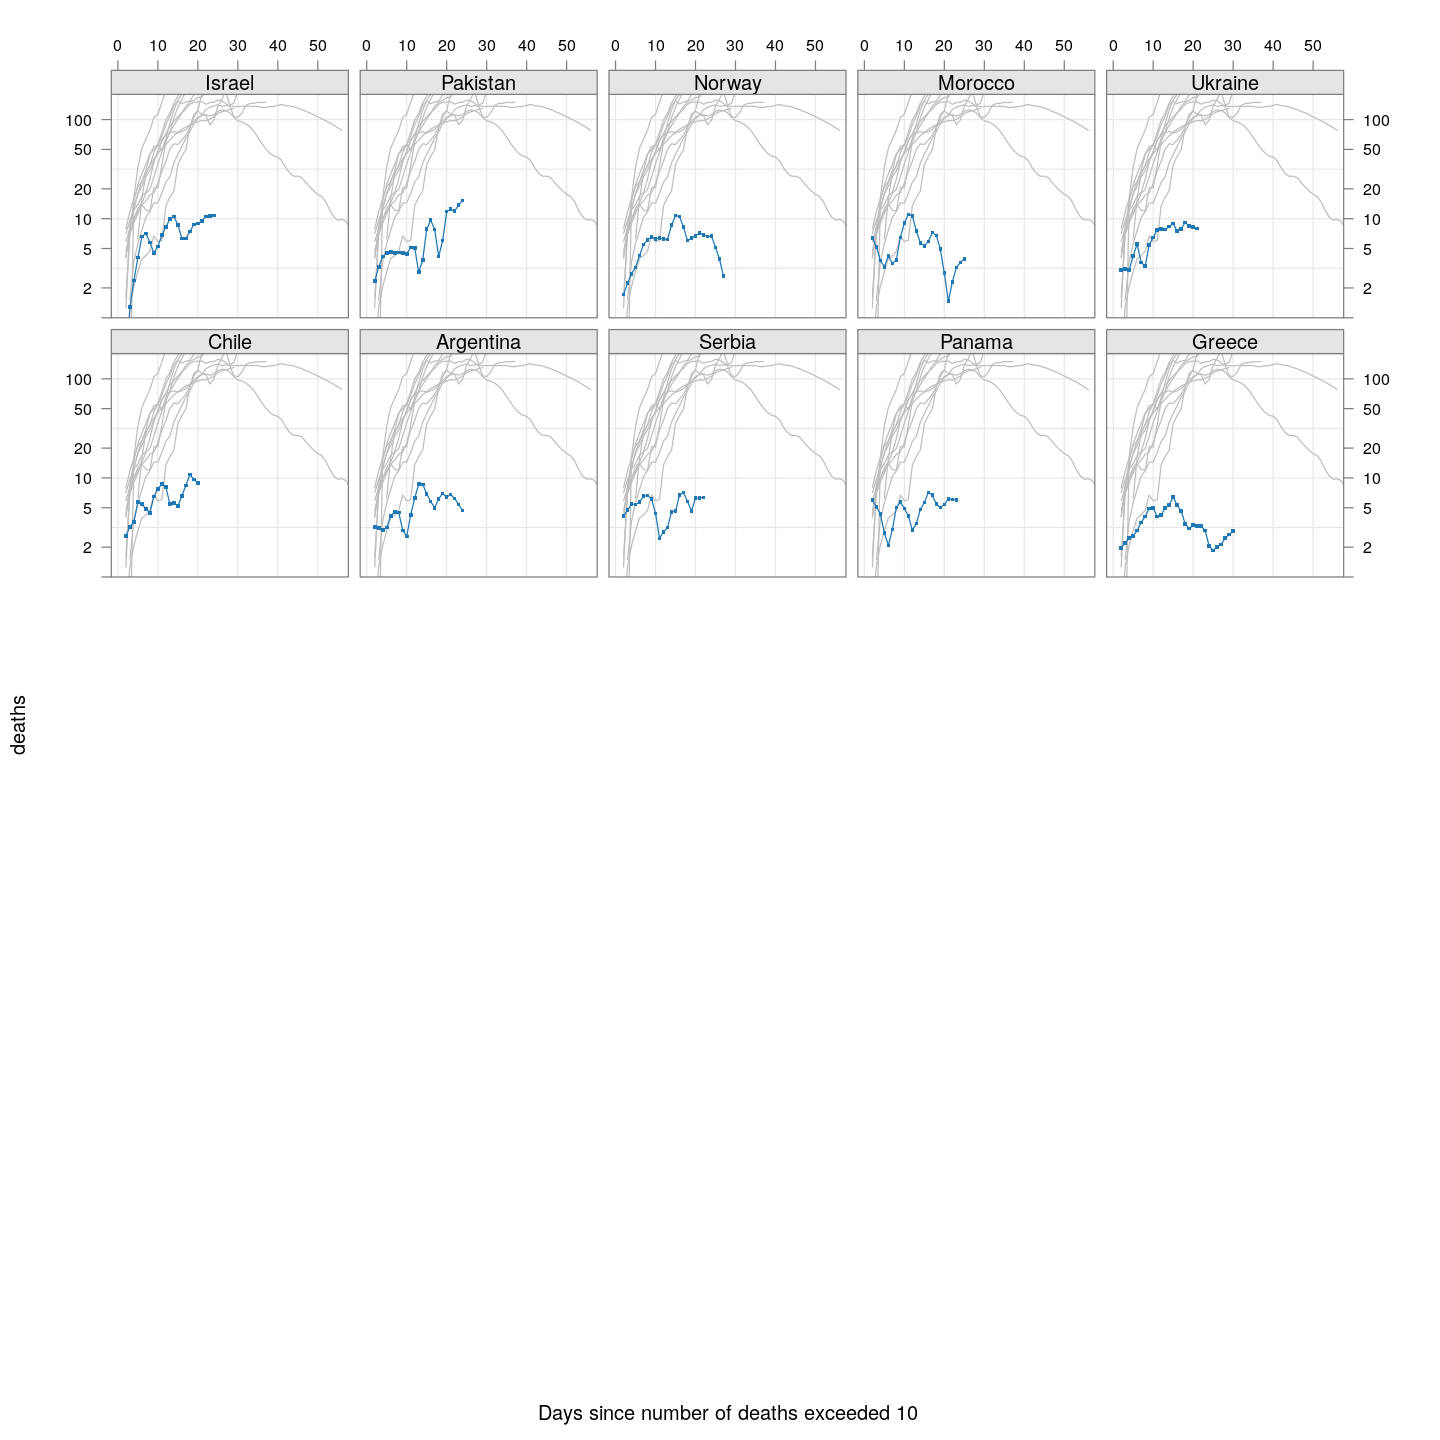 0 10 20 30 40 50 0 10 20 30 40 50 0 10 20 30 40 50 0 10 20 30 40 50 0 10 20 30 40 50
Israel Pakistan Norway Morocco Ukraine
100 100
50 50
20 20
10 10
5 5
2 2
Chile Argentina Serbia Panama Greece
100 100
50 50
20 20
10 10
5 5
2 2
deaths
Days since number of deaths exceeded 10